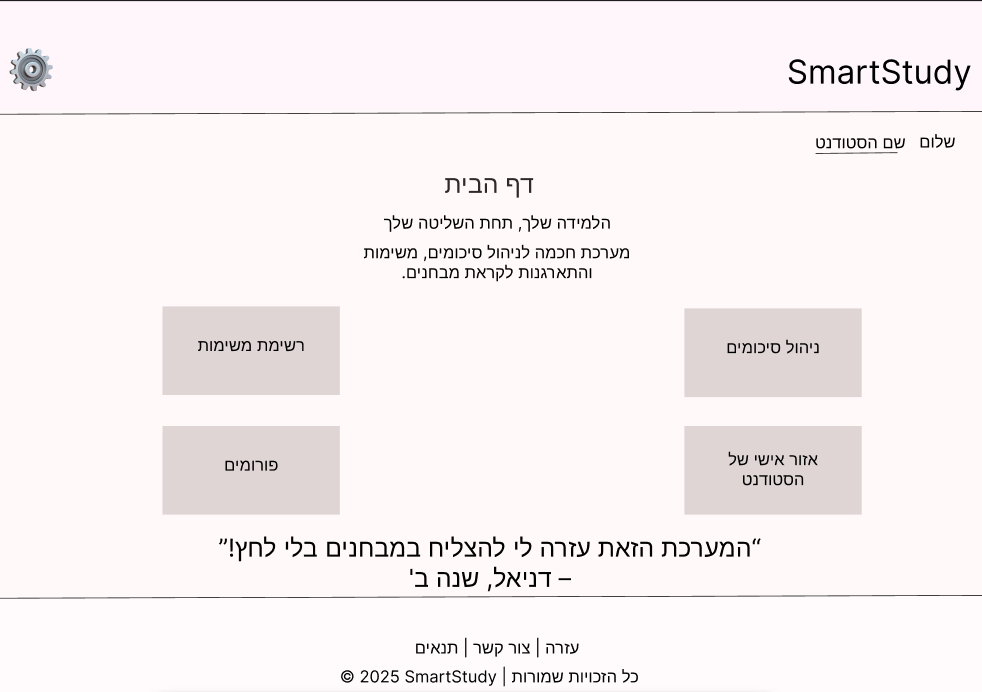 SmartStudy
שלום שם הסטודנט
דף הבית
הלמידה שלך, תחת השליטה שלך
מערכת חכמה לניהול סיכומים, משימות
והתארגנות לקראת מבחנים.
ניהול סיכומים
רשימת משימות
אזור אישי של
הסטודנט
פורומים
“המערכת הזאת עזרה לי להצליח במבחנים בלי לחץ!”
– דניאל, שנה ב'
עזרה | צור קשר | תנאים
כל הזכויות שמורות | SmartStudy 2025 ©